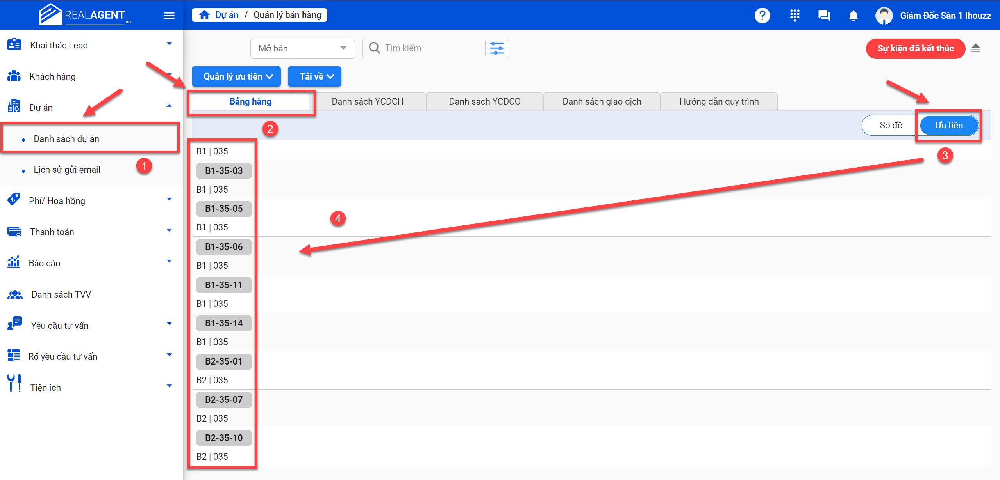 REALAGENT
.vn
Dự án / Quản lý bán hàng
?
Giám Đốc Sàn 1 Ihouzz
Khai thác Lead
Khách hàng
Dự án
Danh sách dự án
Lịch sử gửi email
1
Phí/ Hoa hồng
Thanh toán
Báo cáo
Danh sách TVV
Yêu cầu tư vấn
Rổ yêu cầu tư vấn
Tiện ích
Mở bán
Tìm kiếm
Sự kiện đã kết thúc
Quản lý ưu tiên
Tải về
Bảng hàng
Danh sách YCDCH
Danh sách YCDCO
Danh sách giao dịch
Hướng dẫn quy trình
2
Sơ đồ
Ưu tiên
3
B1 | 035
B1-35-03
B1 | 035
B1-35-05
4
B1 | 035
B1-35-06
B1 | 035
B1-35-11
B1 | 035
B1-35-14
B1 | 035
B2-35-01
B2 | 035
B2-35-07
B2 | 035
B2-35-10
B2 | 035